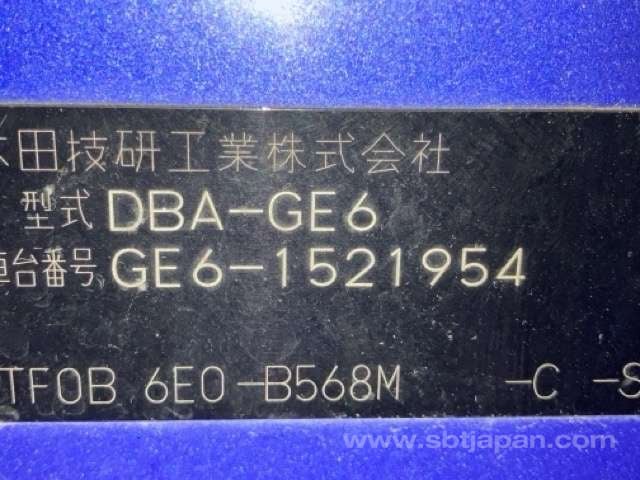 田技研工業株式会社
型式 DBA-GE6
台番号 GE6-1521954
TF0B 6E0-B568M -C -S
www.sbtjapan.com